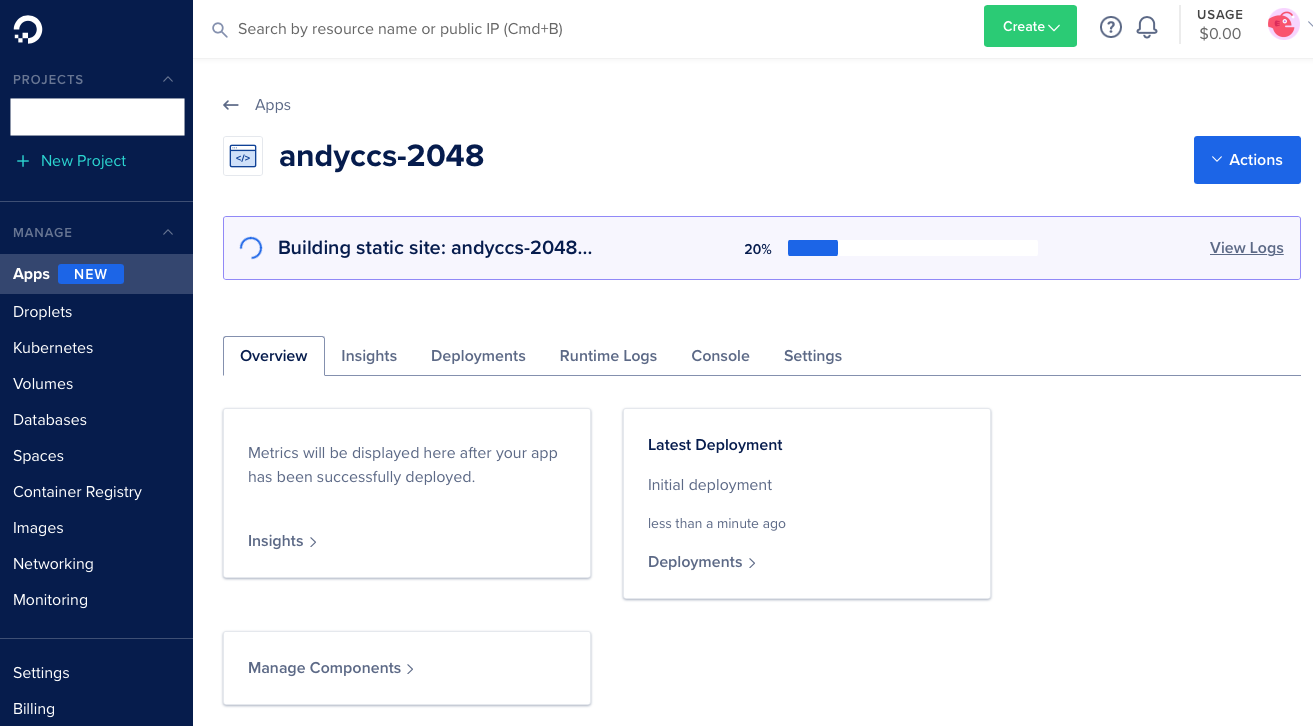 Search by resource name or public IP (Cmd+B)
Create
?
USAGE
$0.00
PROJECTS
+ New Project
MANAGE
Apps NEW
Droplets
Kubernetes
Volumes
Databases
Spaces
Container Registry
Images
Networking
Monitoring
Settings
Billing
← Apps
</>
andyccs-2048
Actions
Building static site: andyccs-2048...
20%
View Logs
Overview
Insights
Deployments
Runtime Logs
Console
Settings
Metrics will be displayed here after your app
has been successfully deployed.
Insights >
Latest Deployment
Initial deployment
less than a minute ago
Deployments >
Manage Components >